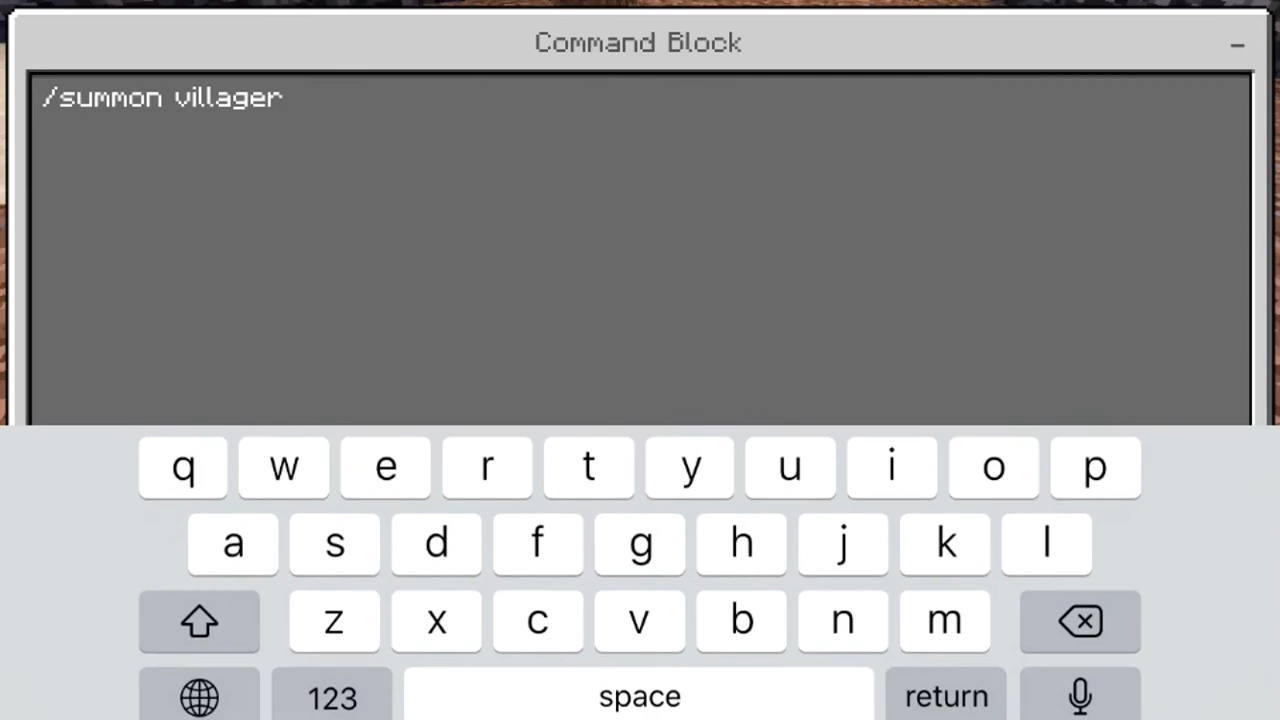 Command Block
/summon villager
q w e r t y u i o p
a s d f g h j k l
z x c v b n m
123 space return